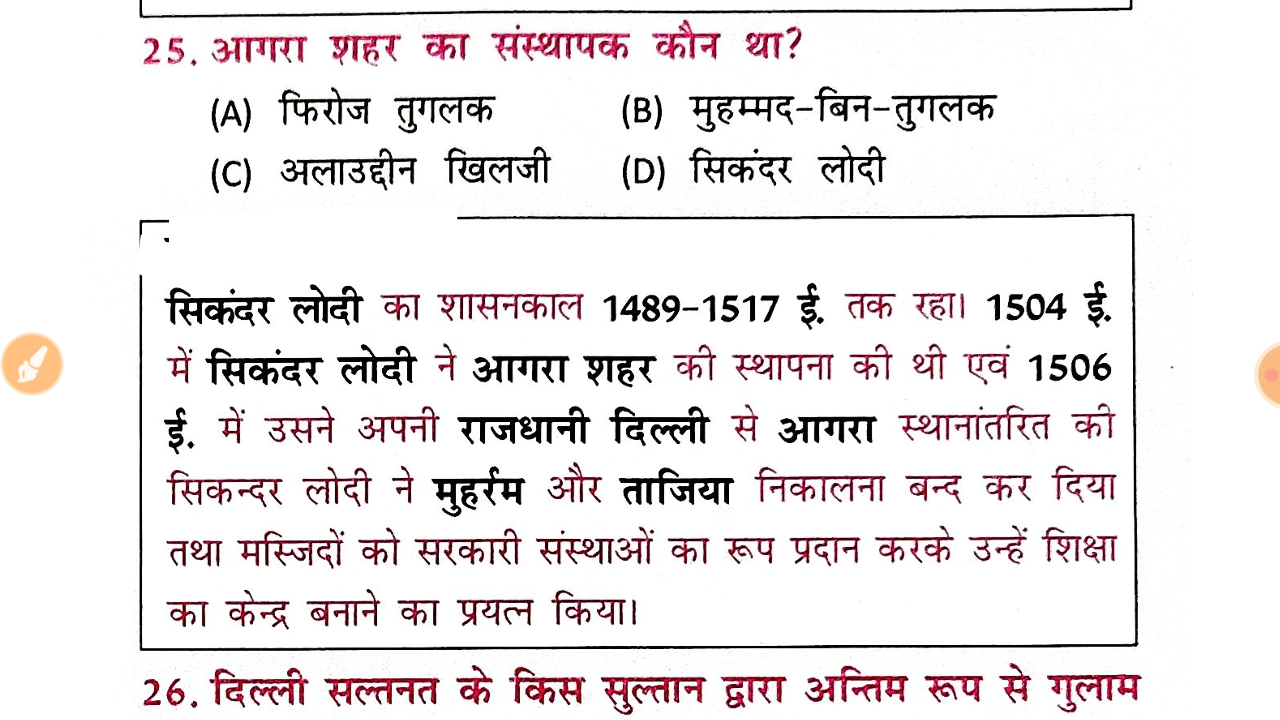 25. आगरा शहर का संस्थापक कौन था?
(A) फिरोज तुगलक (B) मुहम्मद-बिन-तुगलक
(C) अलाउद्दीन खिलजी (D) सिकंदर लोदी
सिकंदर लोदी का शासनकाल 1489-1517 ई. तक रहा। 1504 ई.
में सिकंदर लोदी ने आगरा शहर की स्थापना की थी एवं 1506
ई. में उसने अपनी राजधानी दिल्ली से आगरा स्थानांतरित की
सिकन्दर लोदी ने मुहर्रम और ताजिया निकालना बन्द कर दिया
तथा मस्जिदों को सरकारी संस्थाओं का रूप प्रदान करके उन्हें शिक्षा
का केन्द्र बनाने का प्रयत्न किया।
26. दिल्ली सल्तनत के किस सुल्तान द्वारा अन्तिम रूप से गुलाम